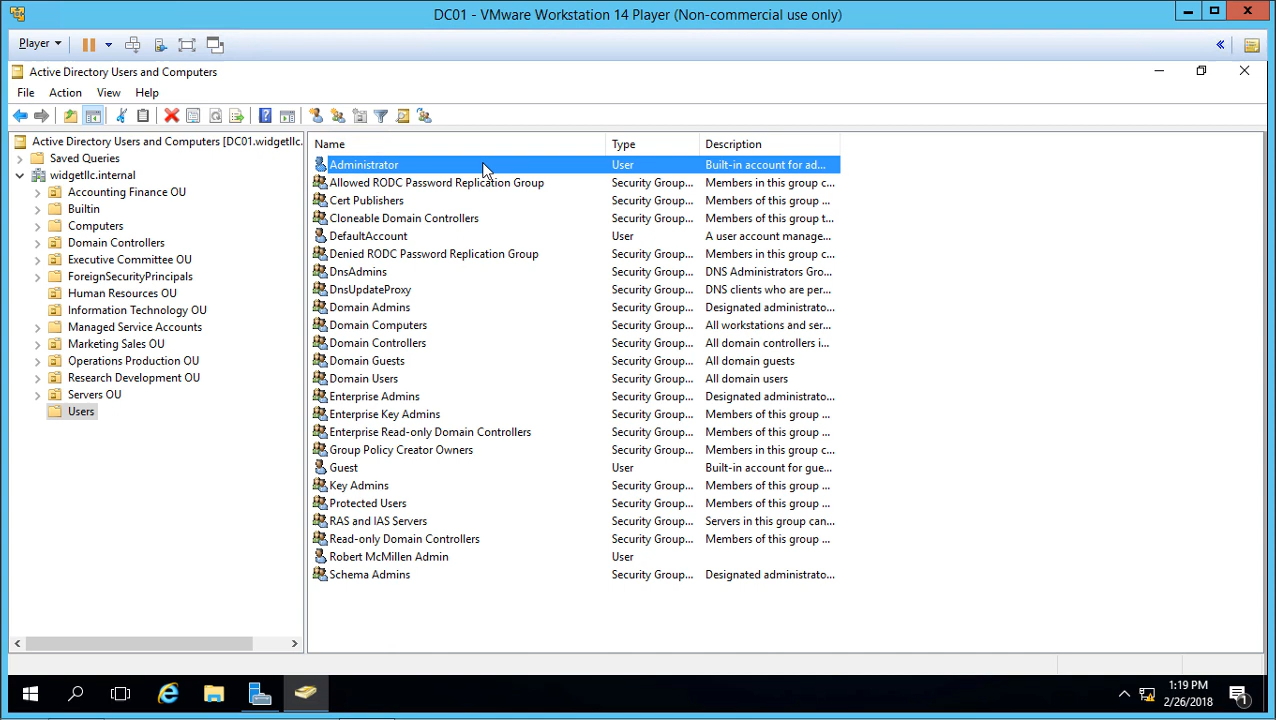 DC01 - VMware Workstation 14 Player (Non-commercial use only)
Player
Active Directory Users and Computers
File Action View Help
Active Directory Users and Computers [DC01.widgetllc.
Saved Queries
widgetllc.internal
Accounting Finance OU
Builtin
Computers
Domain Controllers
Executive Committee OU
ForeignSecurityPrincipals
Human Resources OU
Information Technology OU
Managed Service Accounts
Marketing Sales OU
Operations Production OU
Research Development OU
Servers OU
Users
Name Type Description
Administrator User Built-in account for ad...
Allowed RODC Password Replication Group Security Group... Members in this group c...
Cert Publishers Security Group... Members of this group ...
Cloneable Domain Controllers Security Group... Members of this group t...
DefaultAccount User A user account manage...
Denied RODC Password Replication Group Security Group... Members in this group c...
DnsAdmins Security Group... DNS Administrators Gro...
DnsUpdateProxy Security Group... DNS clients who are per...
Domain Admins Security Group... Designated administrato...
Domain Computers Security Group... All workstations and ser...
Domain Controllers Security Group... All domain controllers i...
Domain Guests Security Group... All domain guests
Domain Users Security Group... All domain users
Enterprise Admins Security Group... Designated administrato...
Enterprise Key Admins Security Group... Members of this group ...
Enterprise Read-only Domain Controllers Security Group... Members of this group ...
Group Policy Creator Owners Security Group... Members in this group c...
Guest User Built-in account for gue...
Key Admins Security Group... Members of this group ...
Protected Users Security Group... Members of this group ...
RAS and IAS Servers Security Group... Servers in this group can...
Read-only Domain Controllers Security Group... Members of this group ...
Robert McMillen Admin User
Schema Admins Security Group... Designated administrato...
1:19 PM
2/26/2018
1